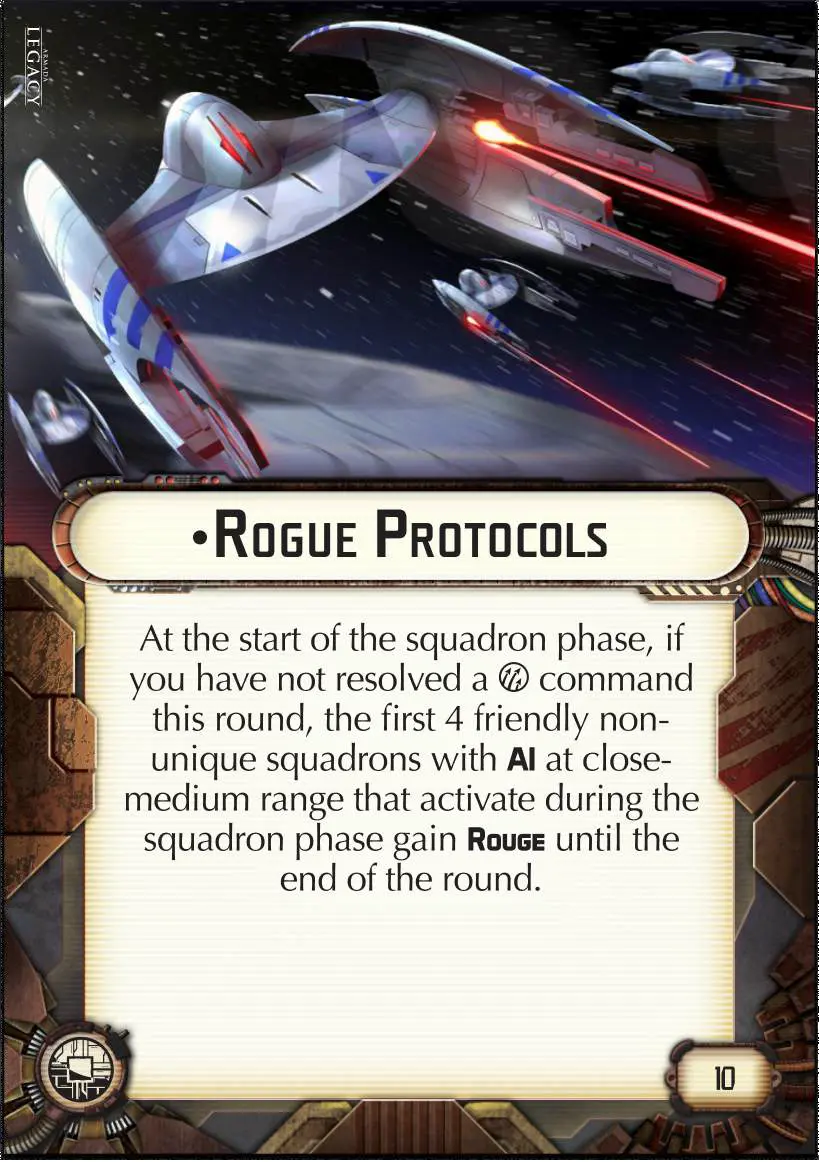 ARMADA
LEGACY
•ROGUE PROTOCOLS
At the start of the squadron phase, if
you have not resolved a command
this round, the first 4 friendly non-
unique squadrons with AI at close-
medium range that activate during the
squadron phase gain ROUGE until the
end of the round.
10